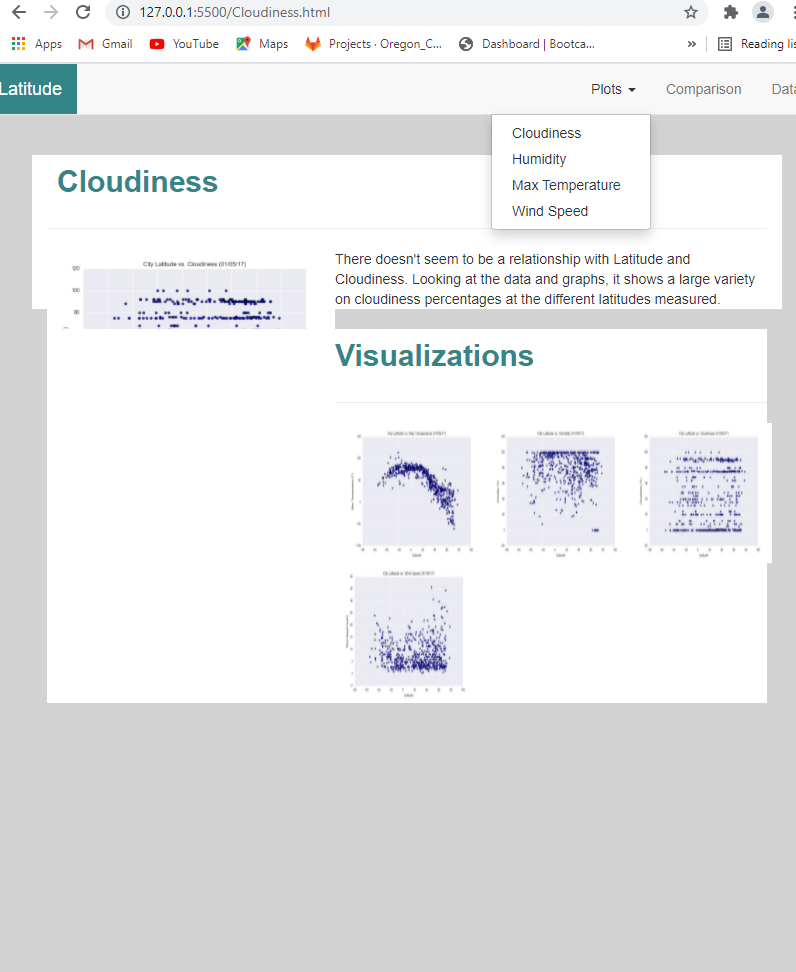 127.0.0.1:5500/Cloudiness.html
Apps
Gmail
YouTube
Maps
Projects · Oregon_C...
Dashboard | Bootca...
»
Reading lis
Latitude
Plots
Comparison
Data
Cloudiness
Humidity
Max Temperature
Wind Speed
Cloudiness
City Latitude vs. Cloudiness (01/05/17)
120
100
80
There doesn't seem to be a relationship with Latitude and
Cloudiness. Looking at the data and graphs, it shows a large variety
on cloudiness percentages at the different latitudes measured.
Visualizations